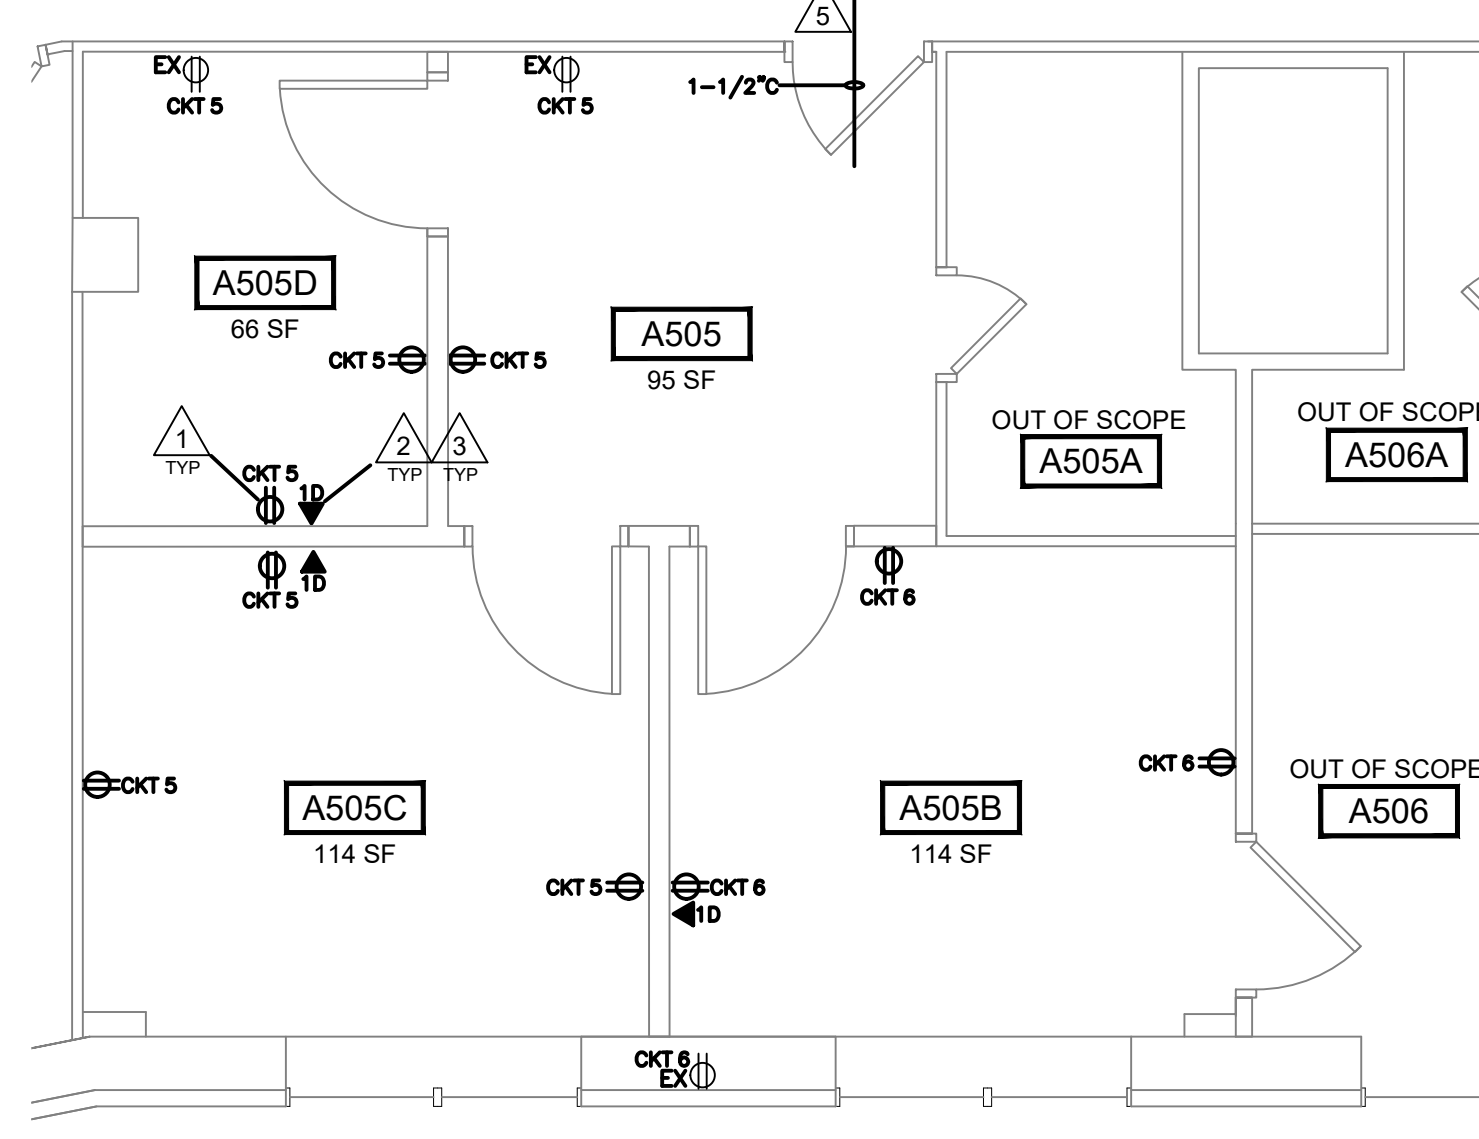 5
EX
CKT 5
EX
CKT 5
1-1/2"C
A505D
66 SF
A505
95 SF
CKT 5
CKT 5
OUT OF SCOPE
A505A
OUT OF SCOPE
A506A
1
TYP
2
TYP
3
TYP
CKT 5
1D
1D
CKT 5
CKT 6
CKT 5
A505C
114 SF
A505B
114 SF
CKT 6
OUT OF SCOPE
A506
CKT 5
CKT 6
1D
CKT 6
EX